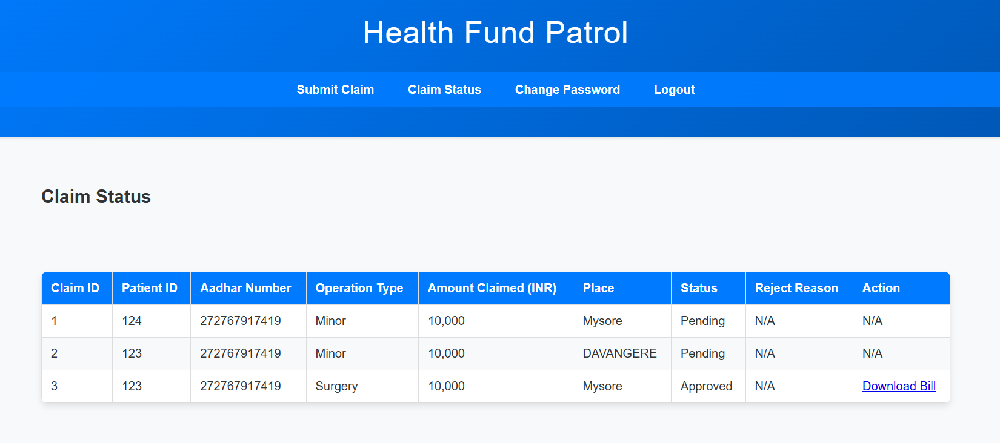 Health Fund Patrol
Submit Claim Claim Status Change Password Logout
Claim Status
Claim ID Patient ID Aadhar Number Operation Type Amount Claimed (INR) Place Status Reject Reason Action
1 124 272767917419 Minor 10,000 Mysore Pending N/A N/A
2 123 272767917419 Minor 10,000 DAVANGERE Pending N/A N/A
3 123 272767917419 Surgery 10,000 Mysore Approved N/A Download Bill